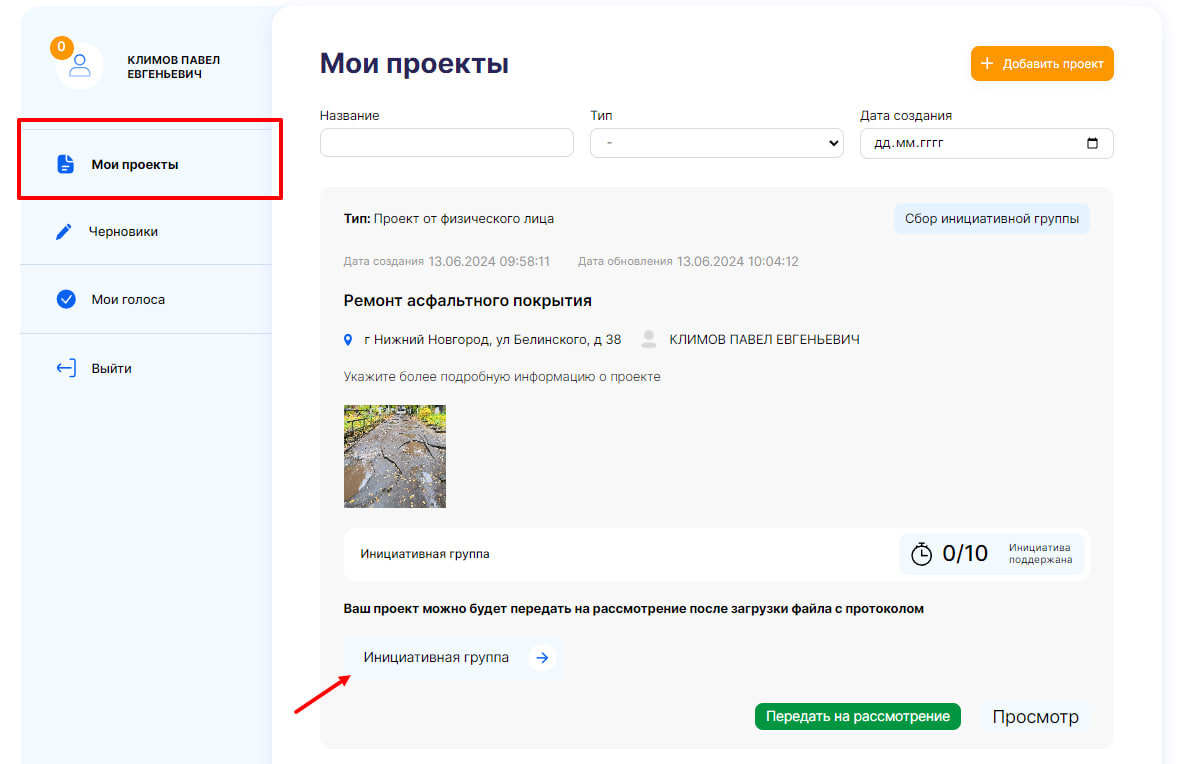 0
КЛИМОВ ПАВЕЛ
ЕВГЕНЬЕВИЧ
Мои проекты
Черновики
Мои голоса
Выйти
Мои проекты
+ Добавить проект
Название
Тип
Дата создания
-
дд.мм.гггг
Тип: Проект от физического лица
Сбор инициативной группы
Дата создания 13.06.2024 09:58:11 Дата обновления 13.06.2024 10:04:12
Ремонт асфальтного покрытия
г Нижний Новгород, ул Белинского, д 38 КЛИМОВ ПАВЕЛ ЕВГЕНЬЕВИЧ
Укажите более подробную информацию о проекте
Инициативная группа
0/10
Инициатива
поддержана
Ваш проект можно будет передать на рассмотрение после загрузки файла с протоколом
Инициативная группа
Передать на рассмотрение
Просмотр